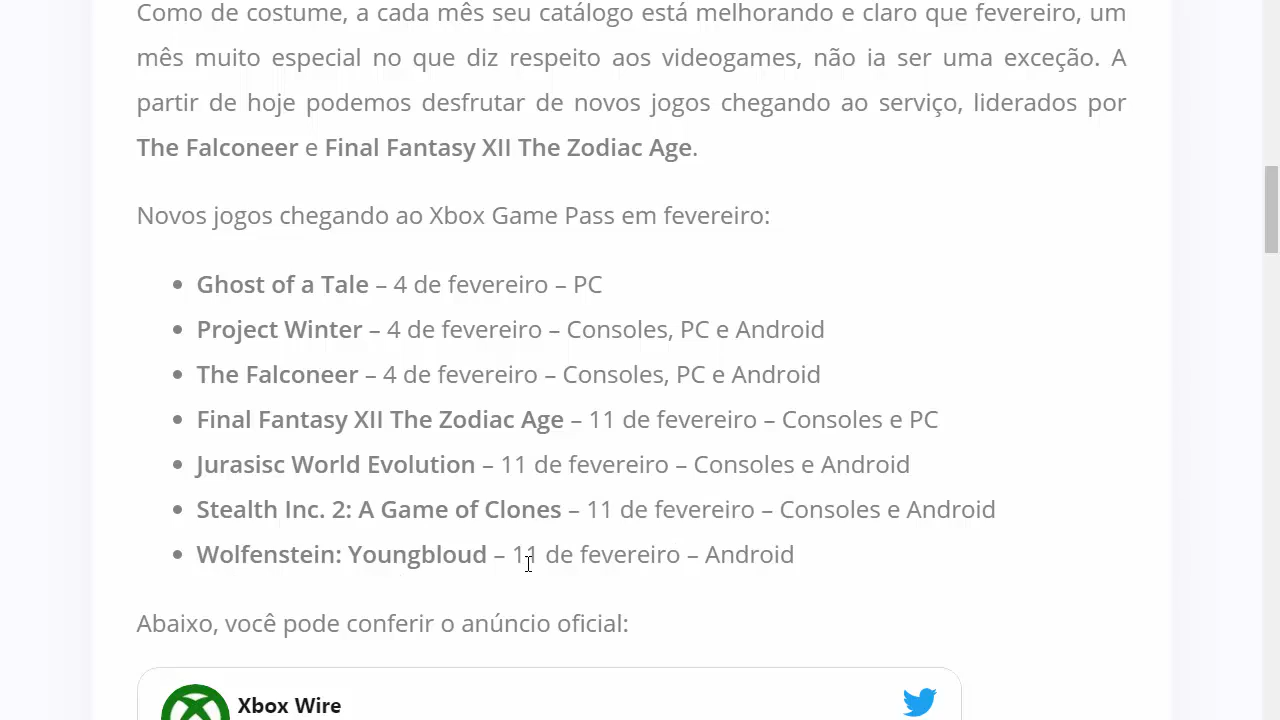 Como de costume, a cada mês seu catálogo está melhorando e claro que fevereiro, um
mês muito especial no que diz respeito aos videogames, não ia ser uma exceção. A
partir de hoje podemos desfrutar de novos jogos chegando ao serviço, liderados por
The Falconeer e Final Fantasy XII The Zodiac Age.
Novos jogos chegando ao Xbox Game Pass em fevereiro:
• Ghost of a Tale – 4 de fevereiro – PC
• Project Winter – 4 de fevereiro – Consoles, PC e Android
• The Falconeer – 4 de fevereiro – Consoles, PC e Android
• Final Fantasy XII The Zodiac Age – 11 de fevereiro – Consoles e PC
• Jurasisc World Evolution – 11 de fevereiro – Consoles e Android
• Stealth Inc. 2: A Game of Clones – 11 de fevereiro – Consoles e Android
• Wolfenstein: Youngbloud – 11 de fevereiro – Android
Abaixo, você pode conferir o anúncio oficial:
Xbox Wire